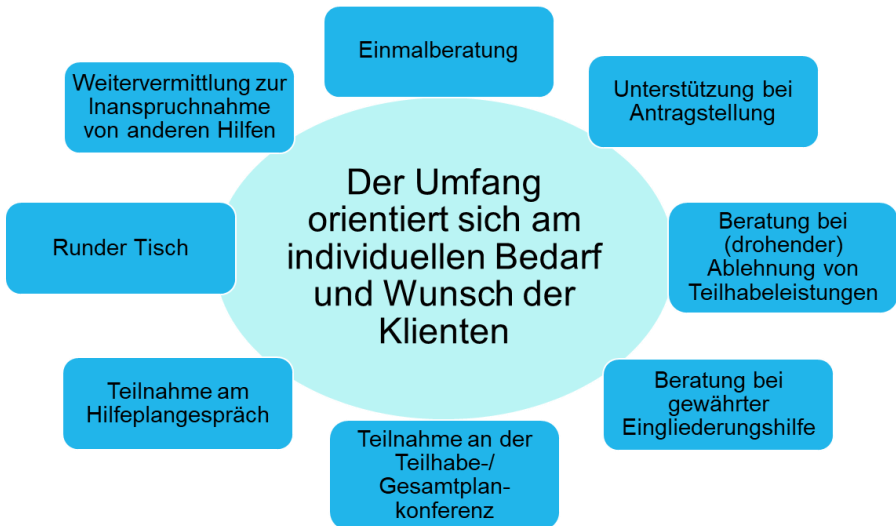 Einmalberatung
Unterstützung bei
Antragstellung
Beratung bei
(drohender)
Ablehnung von
Teilhabeleistungen
Beratung bei
gewährter
Eingliederungshilfe
Teilnahme an der
Teilhabe-/
Gesamtplan-
konferenz
Teilnahme am
Hilfeplangespräch
Runder Tisch
Weitervermittlung zur
Inanspruchnahme
von anderen Hilfen
Der Umfang
orientiert sich am
individuellen Bedarf
und Wunsch der
Klienten